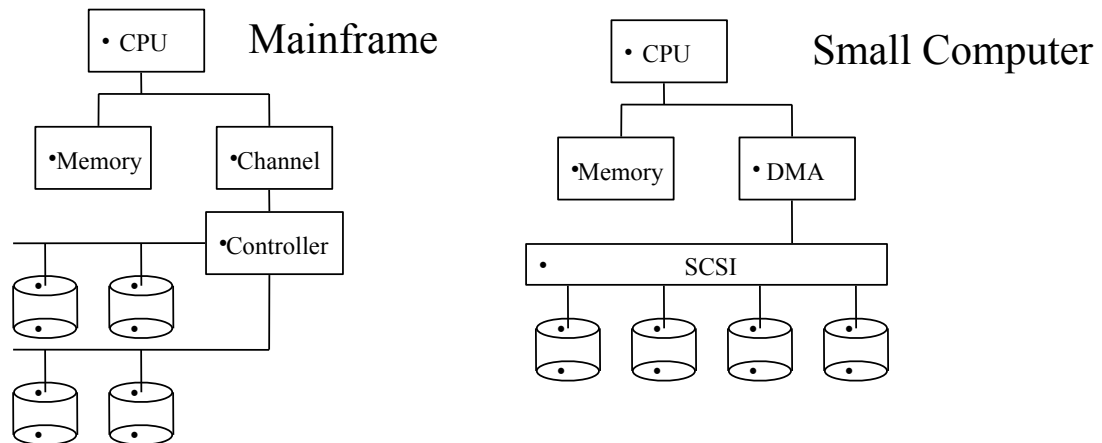 • CPU
Mainframe
•Memory
•Channel
•Controller
• CPU
Small Computer
•Memory
• DMA
• SCSI